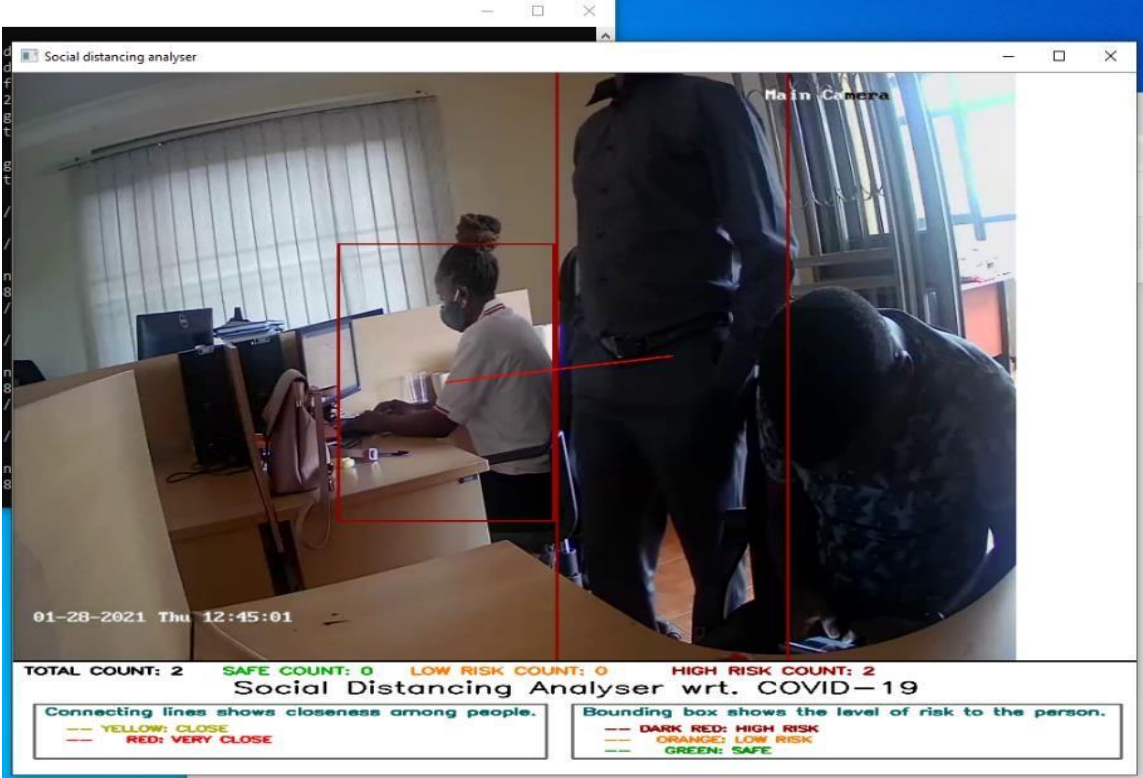 Social distancing analyser
Main Camera
01-28-2021 Thu 12:45:01
TOTAL COUNT: 2 SAFE COUNT: 0 LOW RISK COUNT: 0 HIGH RISK COUNT: 2
Social Distancing Analyser wrt. COVID-19
Connecting lines shows closeness among people.
-- YELLOW: CLOSE
-- RED: VERY CLOSE
Bounding box shows the level of risk to the person.
-- DARK RED: HIGH RISK
-- ORANGE: LOW RISK
-- GREEN: SAFE